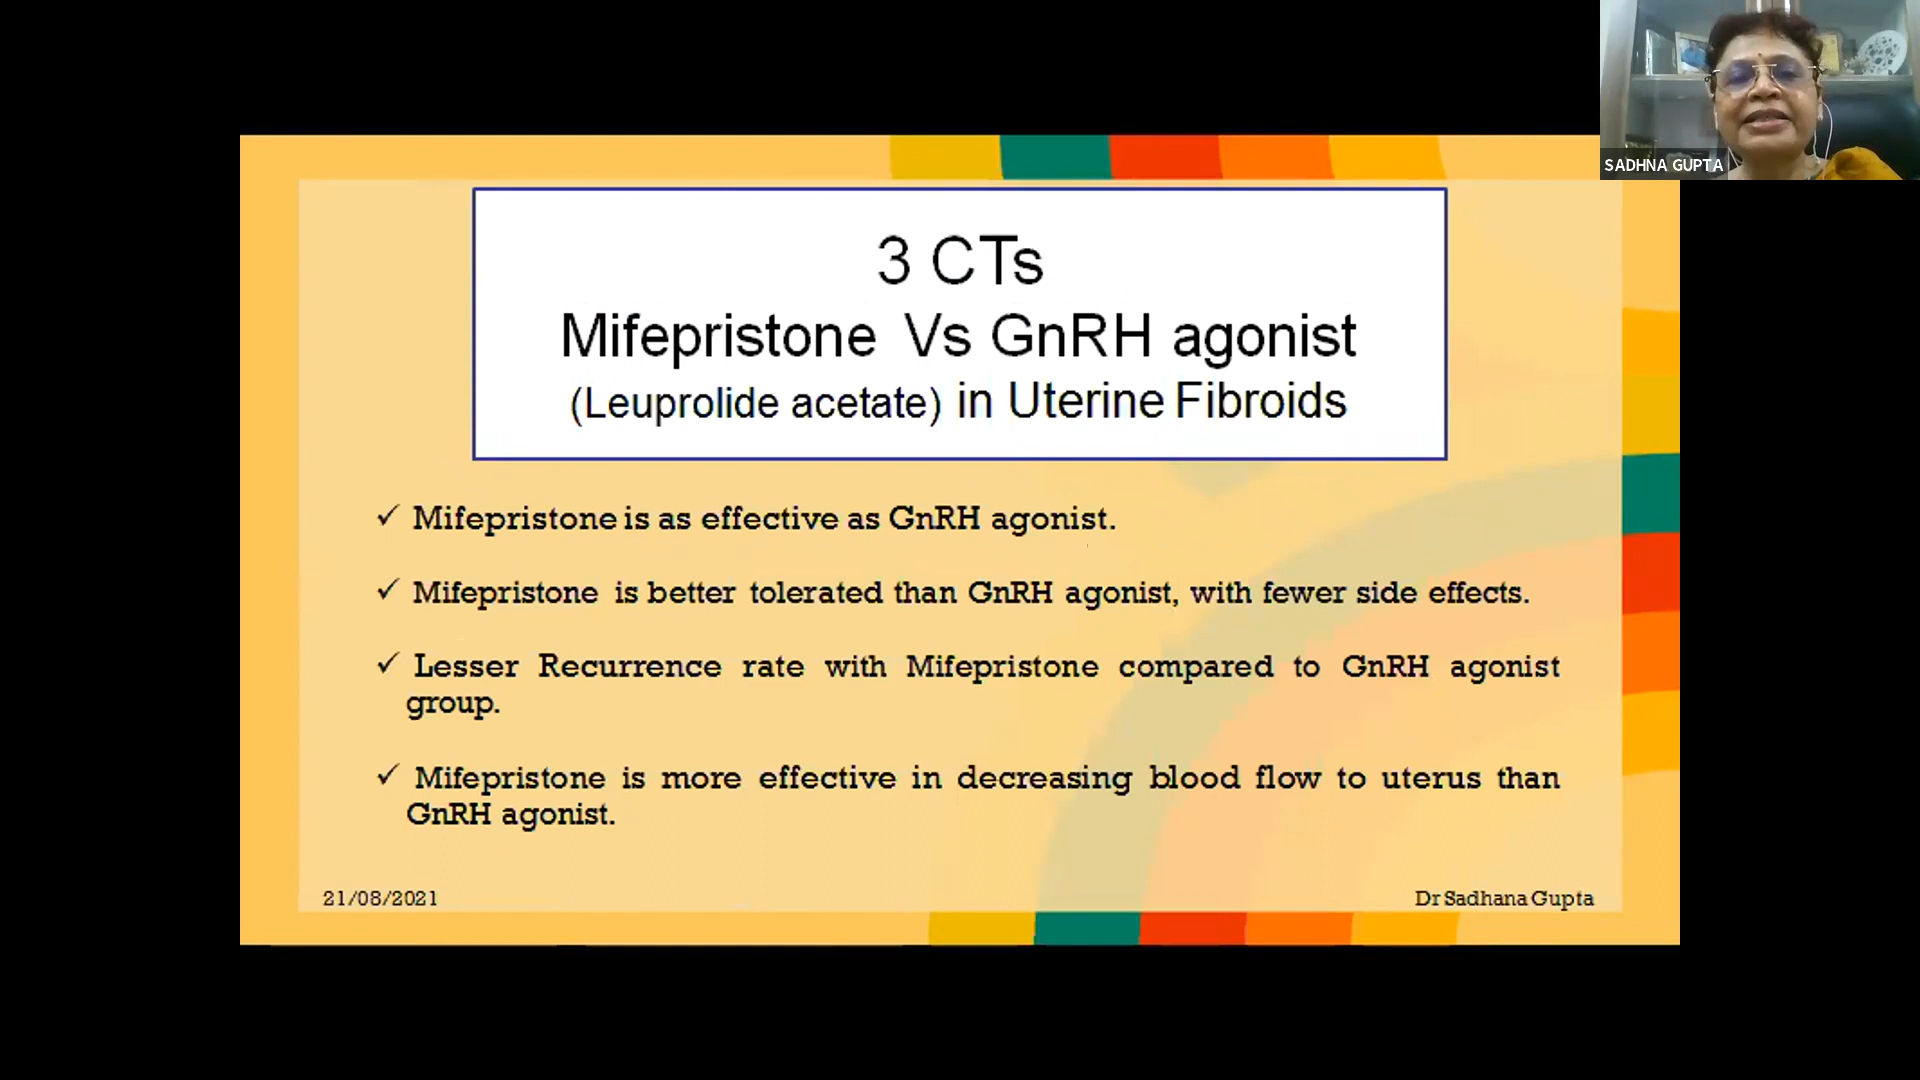 SADHNA GUPTA
3 CTs
Mifepristone Vs GnRH agonist
(Leuprolide acetate) in Uterine Fibroids
✓ Mifepristone is as effective as GnRH agonist.
✓ Mifepristone is better tolerated than GnRH agonist, with fewer side effects.
✓ Lesser Recurrence rate with Mifepristone compared to GnRH agonist
group.
✓ Mifepristone is more effective in decreasing blood flow to uterus than
GnRH agonist.
21/08/2021
Dr Sadhana Gupta